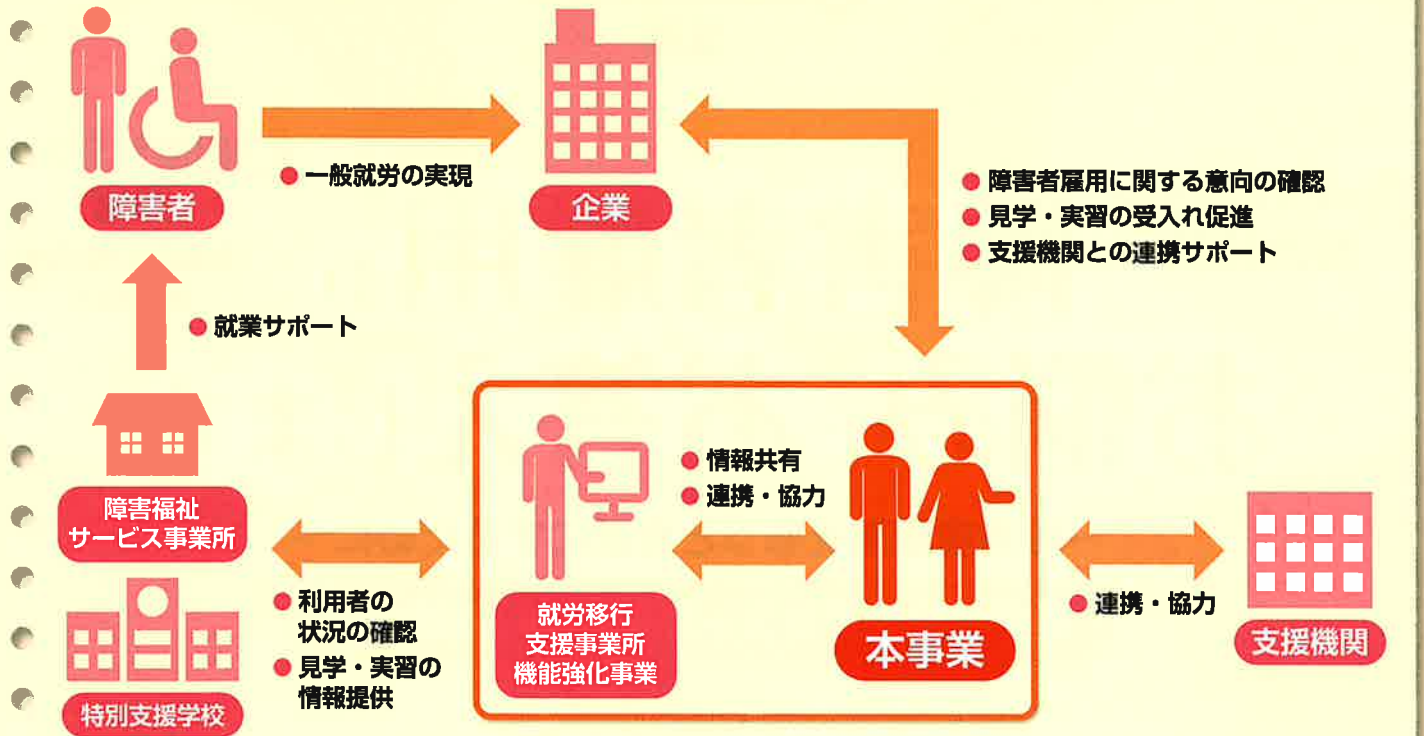 障害者
● 一般就労の実現
企業
● 障害者雇用に関する意向の確認
● 見学・実習の受入れ促進
● 支援機関との連携サポート
● 就業サポート
障害福祉
サービス事業所
特別支援学校
● 利用者の
状況の確認
● 見学・実習の
情報提供
就労移行
支援事業所
機能強化事業
● 情報共有
● 連携・協力
本事業
● 連携・協力
支援機関